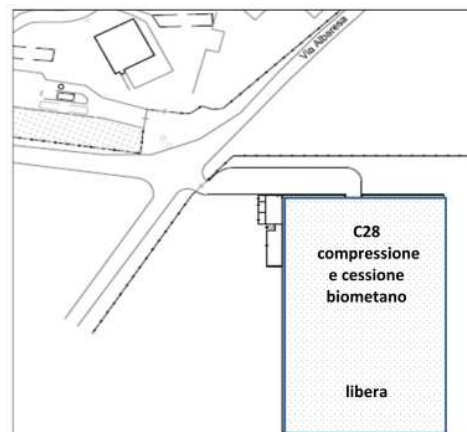 Via Albaresa
C28
compressione
e cessione
biometano
libera